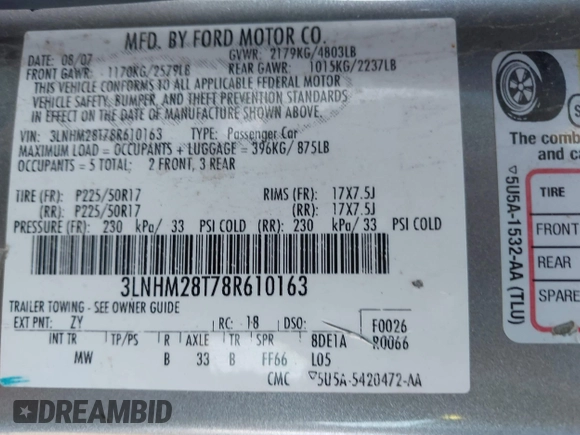 MFD. BY FORD MOTOR CO.
DATE: 08/07 GVWR: 2179KG/4803LB
FRONT GAWR: 1170KG/2579LB REAR GAWR: 1015KG/2237LB
THIS VEHICLE CONFORMS TO ALL APPLICABLE FEDERAL MOTOR
VEHICLE SAFETY, BUMPER, AND THEFT PREVENTION STANDARDS
IN EFFECT ON THE DATE OF MANUFACTURE SHOWN ABOVE.
VIN: 3LNHM28T78R610163 TYPE: Passenger Car
MAXIMUM LOAD = OCCUPANTS + LUGGAGE = 396KG/ 875LB
OCCUPANTS = 5 TOTAL; 2 FRONT, 3 REAR
TIRE (FR): P225/50R17 RIMS (FR): 17X7.5J
(RR): P225/50R17 (RR): 17X7.5J
PRESSURE (FR): 230 kPa/ 33 PSI COLD (RR): 230 kPa/ 33 PSI COLD
3LNHM28T78R610163
TRAILER TOWING - SEE OWNER GUIDE
EXT PNT: ZY RC: 18 DSO: F0026
INT TR TP/PS R AXLE TR SPR 8DE1A R0066
MW B 33 B FF66 L05
CMC ▽5U5A-5420472-AA
The comb
and ca
TIRE
FRONT
REAR
SPARE
▽5U5A-1532-AA (TLU)
DREAMBID